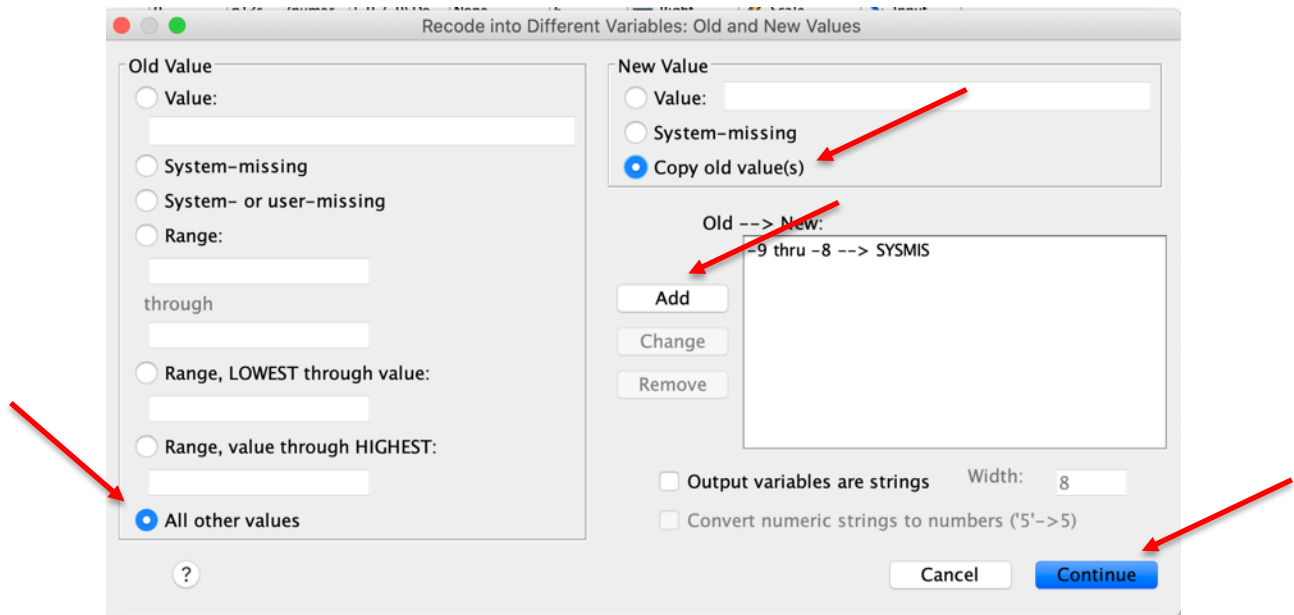 Recode into Different Variables: Old and New Values
Old Value
Value:
System-missing
System- or user-missing
Range:
through
Range, LOWEST through value:
Range, value through HIGHEST:
All other values
New Value
Value:
System-missing
Copy old value(s)
Old --> New:
-9 thru -8 --> SYSMIS
Add
Change
Remove
Output variables are strings
Width:
8
Convert numeric strings to numbers ('5'->5)
?
Cancel
Continue